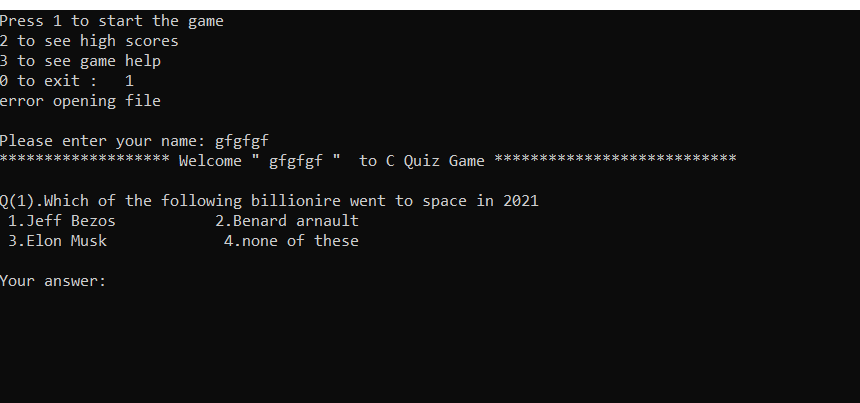 Press 1 to start the game
2 to see high scores
3 to see game help
0 to exit :   1
error opening file
Please enter your name: gfgfgf
******************* Welcome " gfgfgf "  to C Quiz Game ***************************
Q(1).Which of the following billionire went to space in 2021
 1.Jeff Bezos           2.Benard arnault
 3.Elon Musk             4.none of these
Your answer: